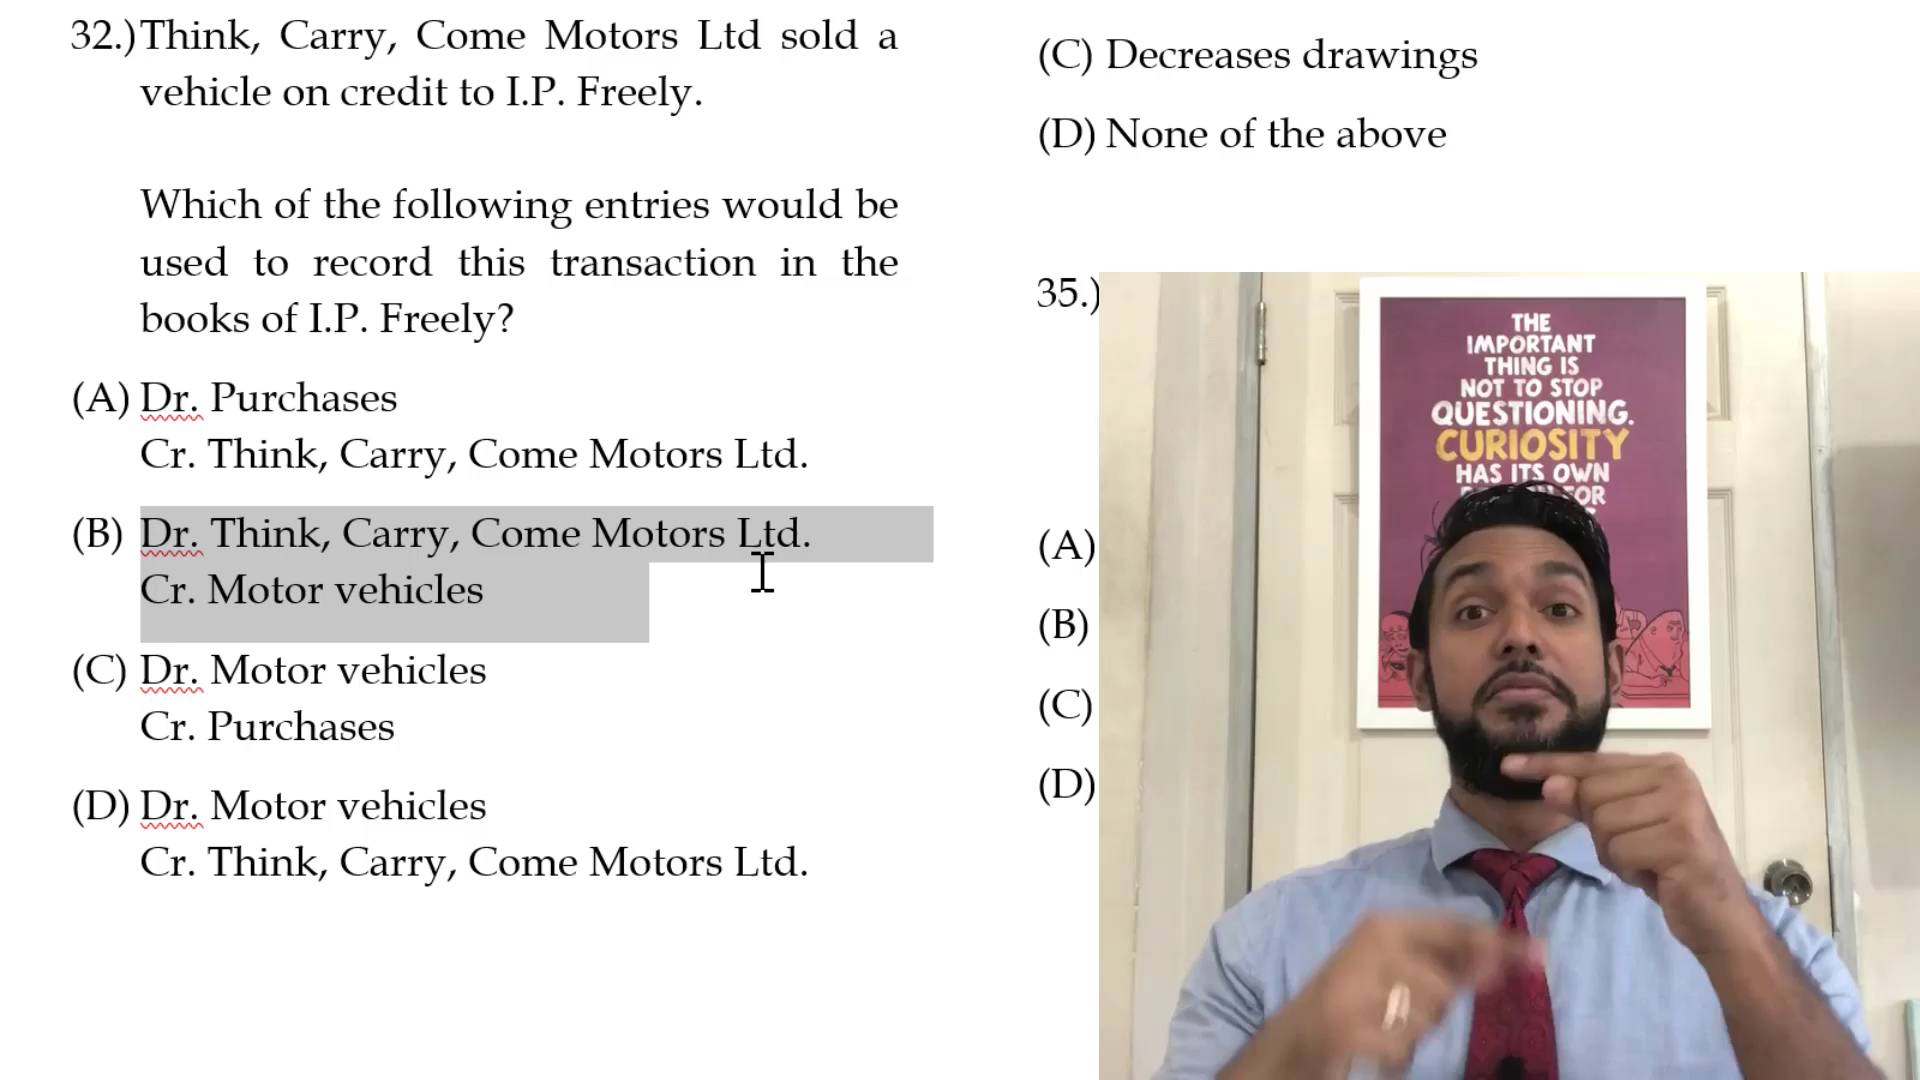 32.) Think, Carry, Come Motors Ltd sold a
vehicle on credit to I.P. Freely.
Which of the following entries would be
used to record this transaction in the
books of I.P. Freely?
(A) Dr. Purchases
Cr. Think, Carry, Come Motors Ltd.
(B) Dr. Think, Carry, Come Motors Ltd.
Cr. Motor vehicles
(C) Dr. Motor vehicles
Cr. Purchases
(D) Dr. Motor vehicles
Cr. Think, Carry, Come Motors Ltd.
(C) Decreases drawings
(D) None of the above
35.)
(A)
(B)
(C)
(D)
THE
IMPORTANT
THING IS
NOT TO STOP
QUESTIONING.
CURIOSITY
HAS ITS OWN
FOR